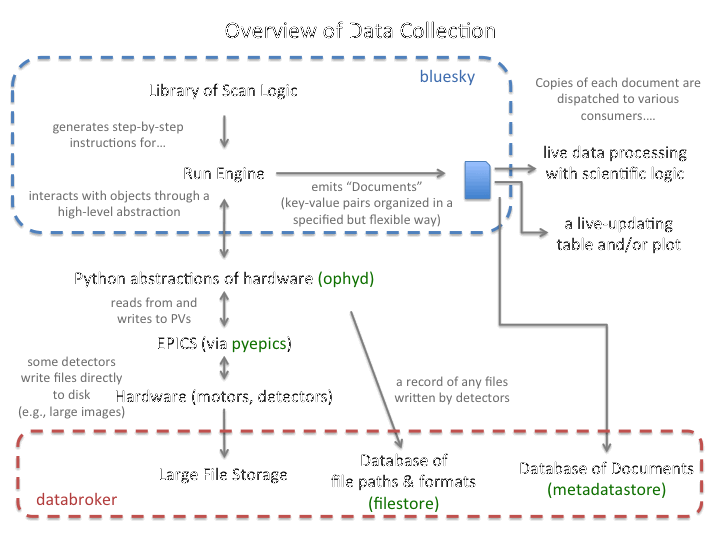 Overview of Data Collection
bluesky
Library of Scan Logic
Copies of each document are
dispatched to various
consumers....
generates step-by-step
instructions for...
Run Engine
live data processing
with scientific logic
emits “Documents”
(key-value pairs organized in a
specified but flexible way)
interacts with objects through a
high-level abstraction
a live-updating
table and/or plot
Python abstractions of hardware (ophyd)
reads from and
writes to PVs
EPICS (via pyepics)
some detectors
write files directly
to disk
(e.g., large images)
Hardware (motors, detectors)
a record of any files
written by detectors
Large File Storage
Database of
file paths & formats
(filestore)
Database of Documents
(metadatastore)
databroker